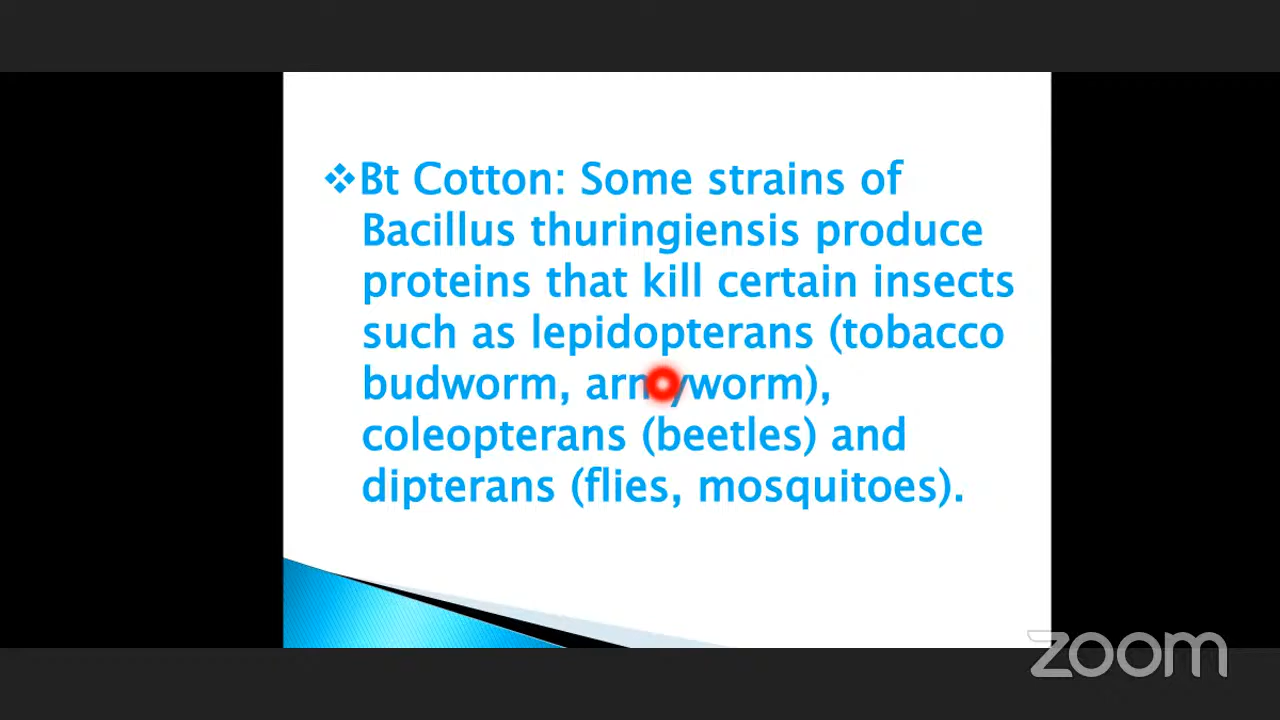 ❖Bt Cotton: Some strains of
Bacillus thuringiensis produce
proteins that kill certain insects
such as lepidopterans (tobacco
budworm, armyworm),
coleopterans (beetles) and
dipterans (flies, mosquitoes).
zoom